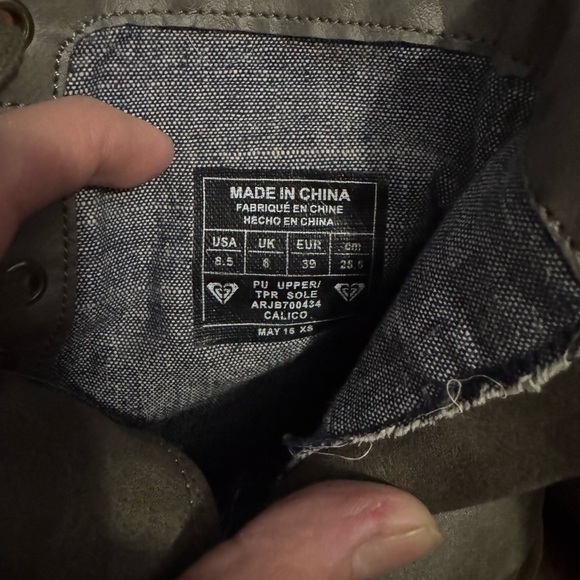 MADE IN CHINA
FABRIQUÉ EN CHINE
HECHO EN CHINA
USA UK EUR cm
8.5 6 39 25.5
PU UPPER/
TPR SOLE
ARJB700434
CALICO
MAY 16 XS